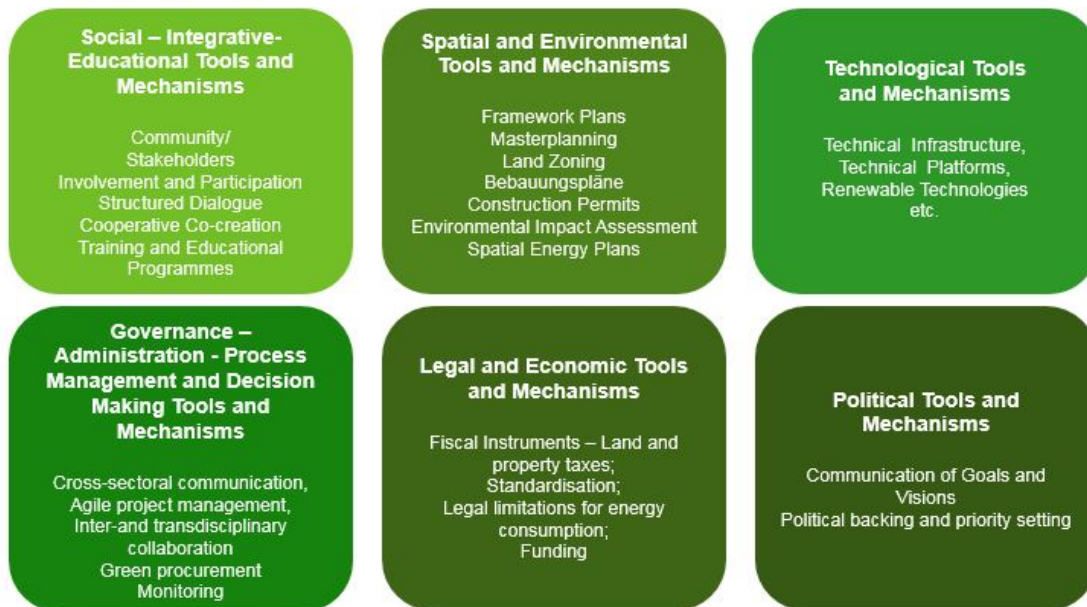 Social – Integrative-
Educational Tools and
Mechanisms
Community/
Stakeholders
Involvement and Participation
Structured Dialogue
Cooperative Co-creation
Training and Educational
Programmes
Spatial and Environmental
Tools and Mechanisms
Framework Plans
Masterplanning
Land Zoning
Bebauungspläne
Construction Permits
Environmental Impact Assessment
Spatial Energy Plans
Technological Tools
and Mechanisms
Technical Infrastructure,
Technical Platforms,
Renewable Technologies
etc.
Governance –
Administration - Process
Management and Decision
Making Tools and
Mechanisms
Cross-sectoral communication,
Agile project management,
Inter-and transdisciplinary
collaboration
Green procurement
Monitoring
Legal and Economic Tools
and Mechanisms
Fiscal Instruments – Land and
property taxes;
Standardisation;
Legal limitations for energy
consumption;
Funding
Political Tools and
Mechanisms
Communication of Goals and
Visions
Political backing and priority setting